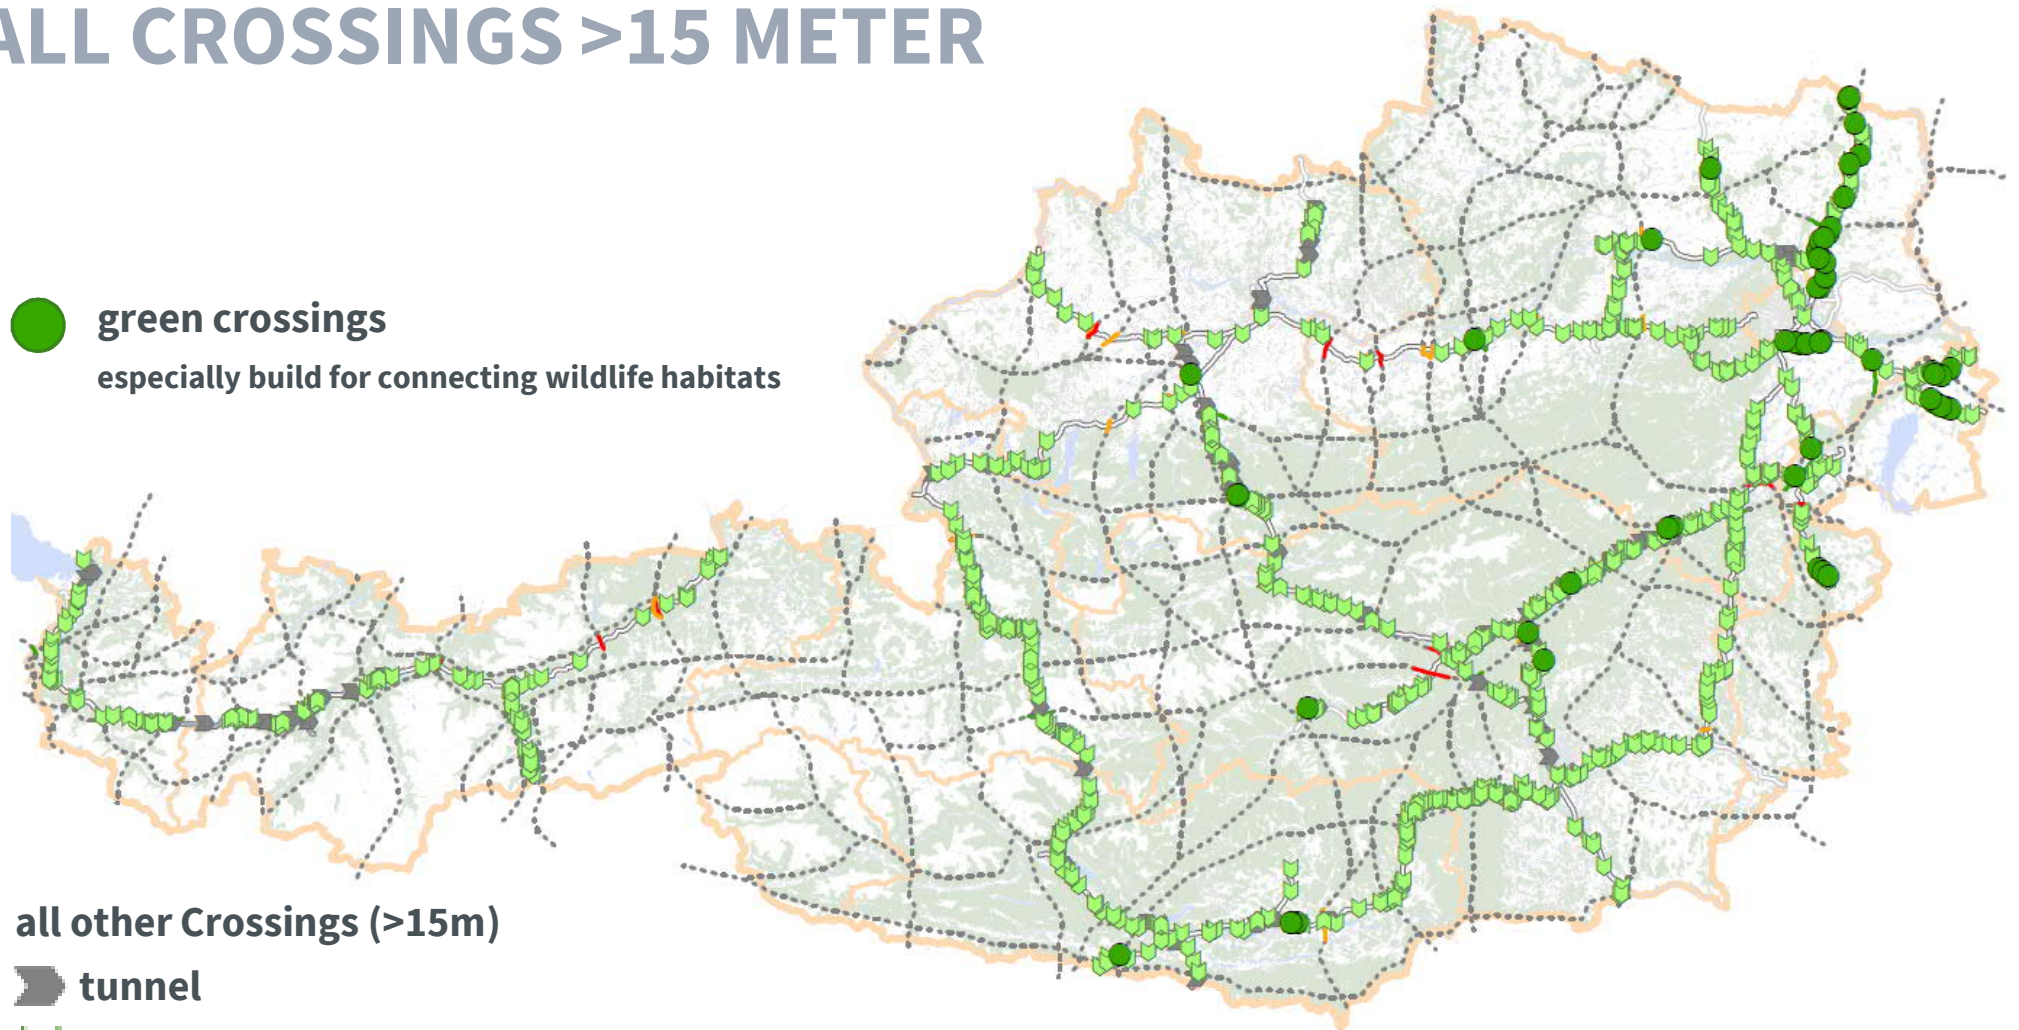 ALL CROSSINGS >15 METER
green crossings
especially build for connecting wildlife habitats
all other Crossings (>15m)
tunnel